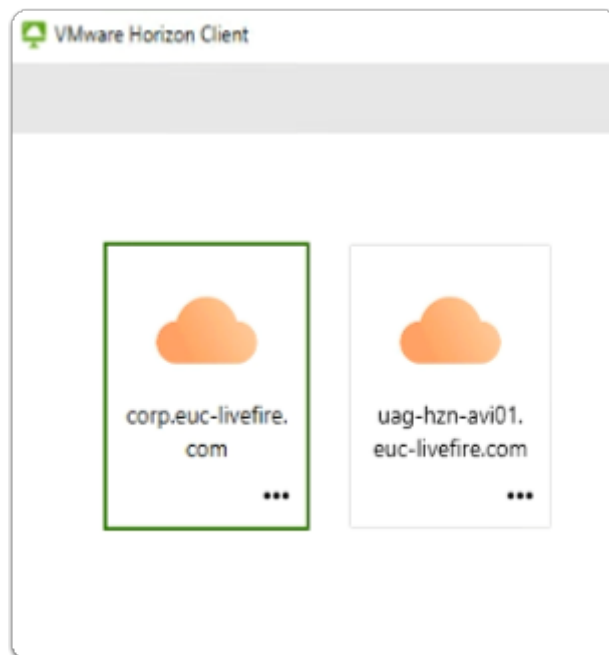 VMware Horizon Client
corp.euc-livefire.
com
•••
uag-hzn-avi01.
euc-livefire.com
•••